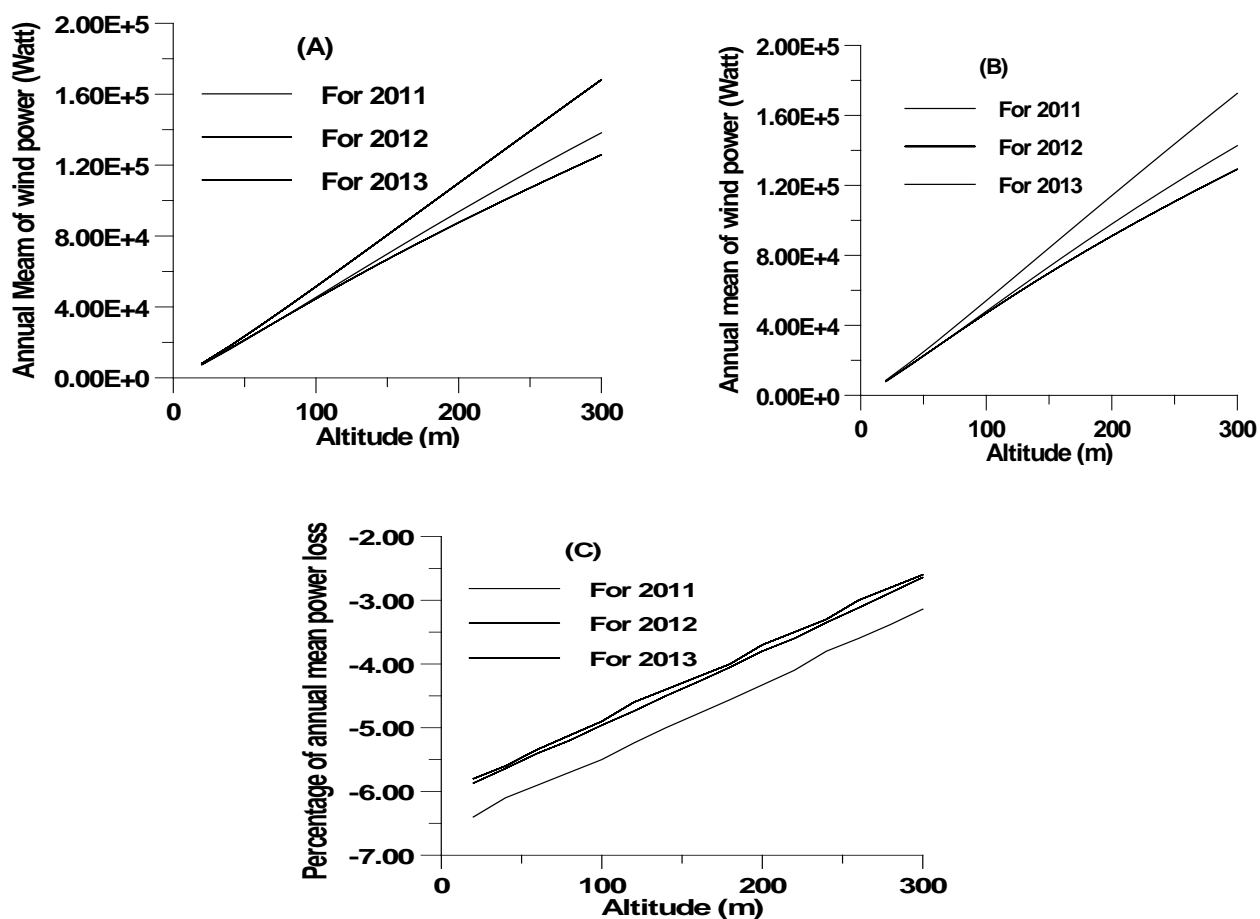 2.00E+5
1.60E+5
1.20E+5
8.00E+4
4.00E+4
0.00E+0
Annual Meam of wind power (Watt)
(A)
For 2011
For 2012
For 2013
0 100 200 300
Altitude (m)
2.00E+5
1.60E+5
1.20E+5
8.00E+4
4.00E+4
0.00E+0
Annual mean of wind power (Watt)
(B)
For 2011
For 2012
For 2013
0 100 200 300
Altitude (m)
-2.00
-3.00
-4.00
-5.00
-6.00
-7.00
Percentage of annual mean power loss
(C)
For 2011
For 2012
For 2013
0 100 200 300
Altitude (m)